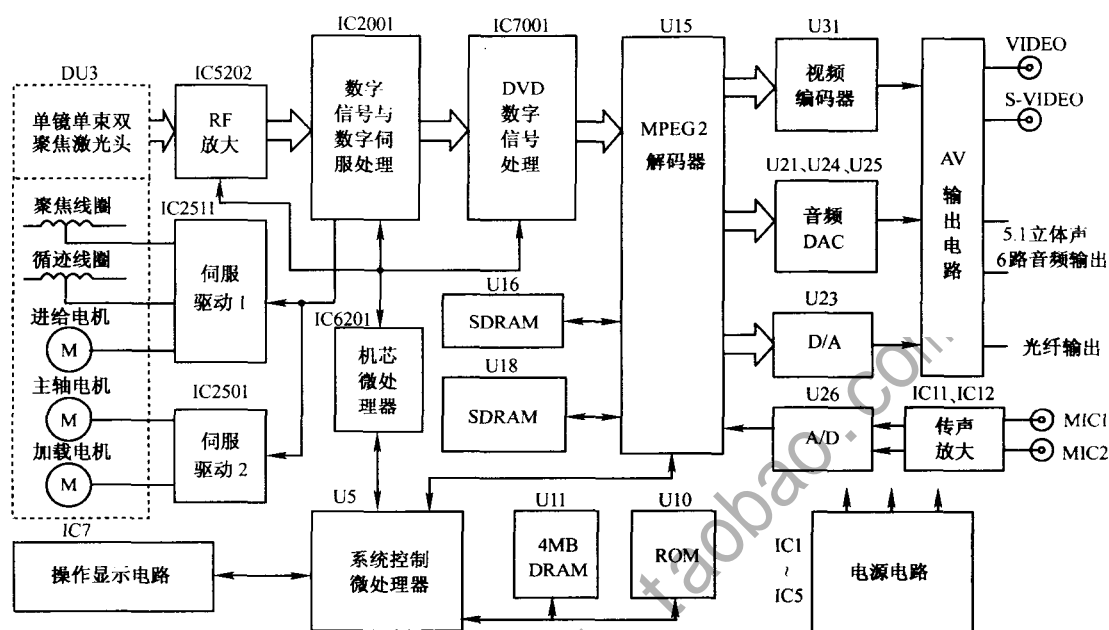 IC2001
IC7001
U15
U31
VIDEO
DU3
IC5202
单镜单束双
聚焦激光头
RF
放大
数字
信号与
数字伺
服处理
DVD
数字
信号
处理
MPEG2
解码器
视频
编码器
S-VIDEO
AV
输
出
电
路
U21、U24、U25
音频
DAC
5.1立体声
6路音频输出
聚焦线圈
IC2511
循迹线圈
伺服
驱动 1
进给电机
M
主轴电机
M
IC2501
加载电机
M
伺服
驱动 2
IC6201
机芯
微处
理器
U16
SDRAM
U18
SDRAM
U23
D/A
光纤输出
U26
A/D
IC11、IC12
传声
放大
MIC1
MIC2
IC7
操作显示电路
U5
系统控制
微处理器
U11
4MB
DRAM
U10
ROM
IC1
~
IC5
电源电路
taobao.com